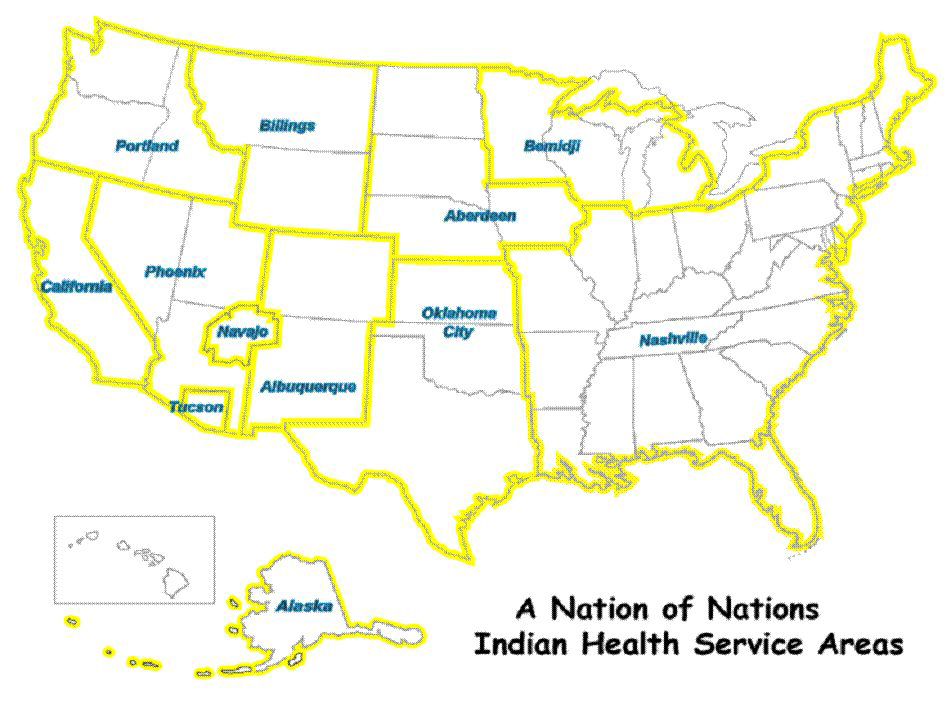 Billings
Portland
Bemidji
Aberdeen
Phoenix
California
Oklahoma
City
Navajo
Nashville
Albuquerque
Tucson
Alaska
A Nation of Nations
Indian Health Service Areas